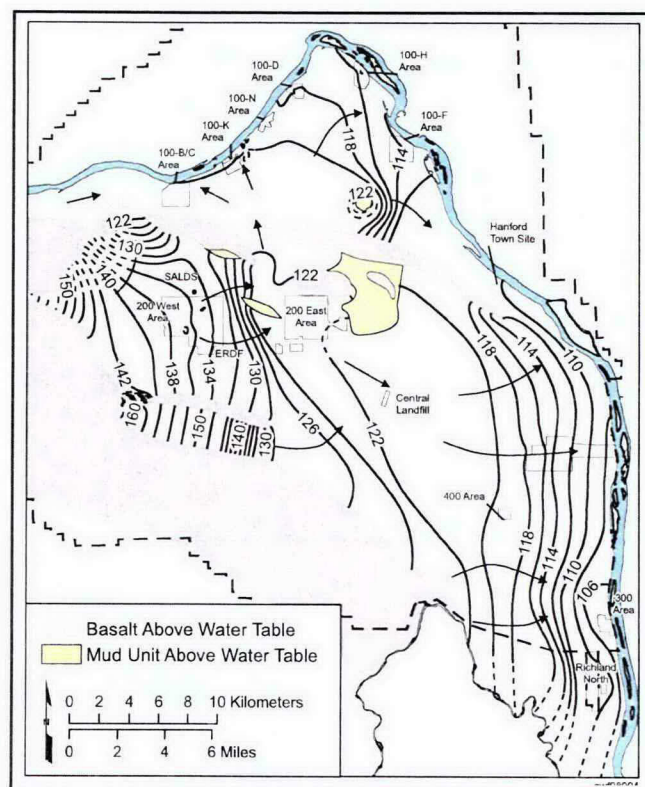 100-D
Area
100-H
Area
100-N
Area
100-K
Area
100-F
Area
100-B/C
Area
118
114
122
Hanford
Town Site
122
130
140
150
SALDS
122
200 West
Area
200 East
Area
ERDF
142
138
134
130
160
150
140
130
126
122
118
114
110
Central
Landfill
400 Area
118
114
110
106
300
Area
Richland
North
Basalt Above Water Table
Mud Unit Above Water Table
0 2 4 6 8 10 Kilometers
0 2 4 6 Miles